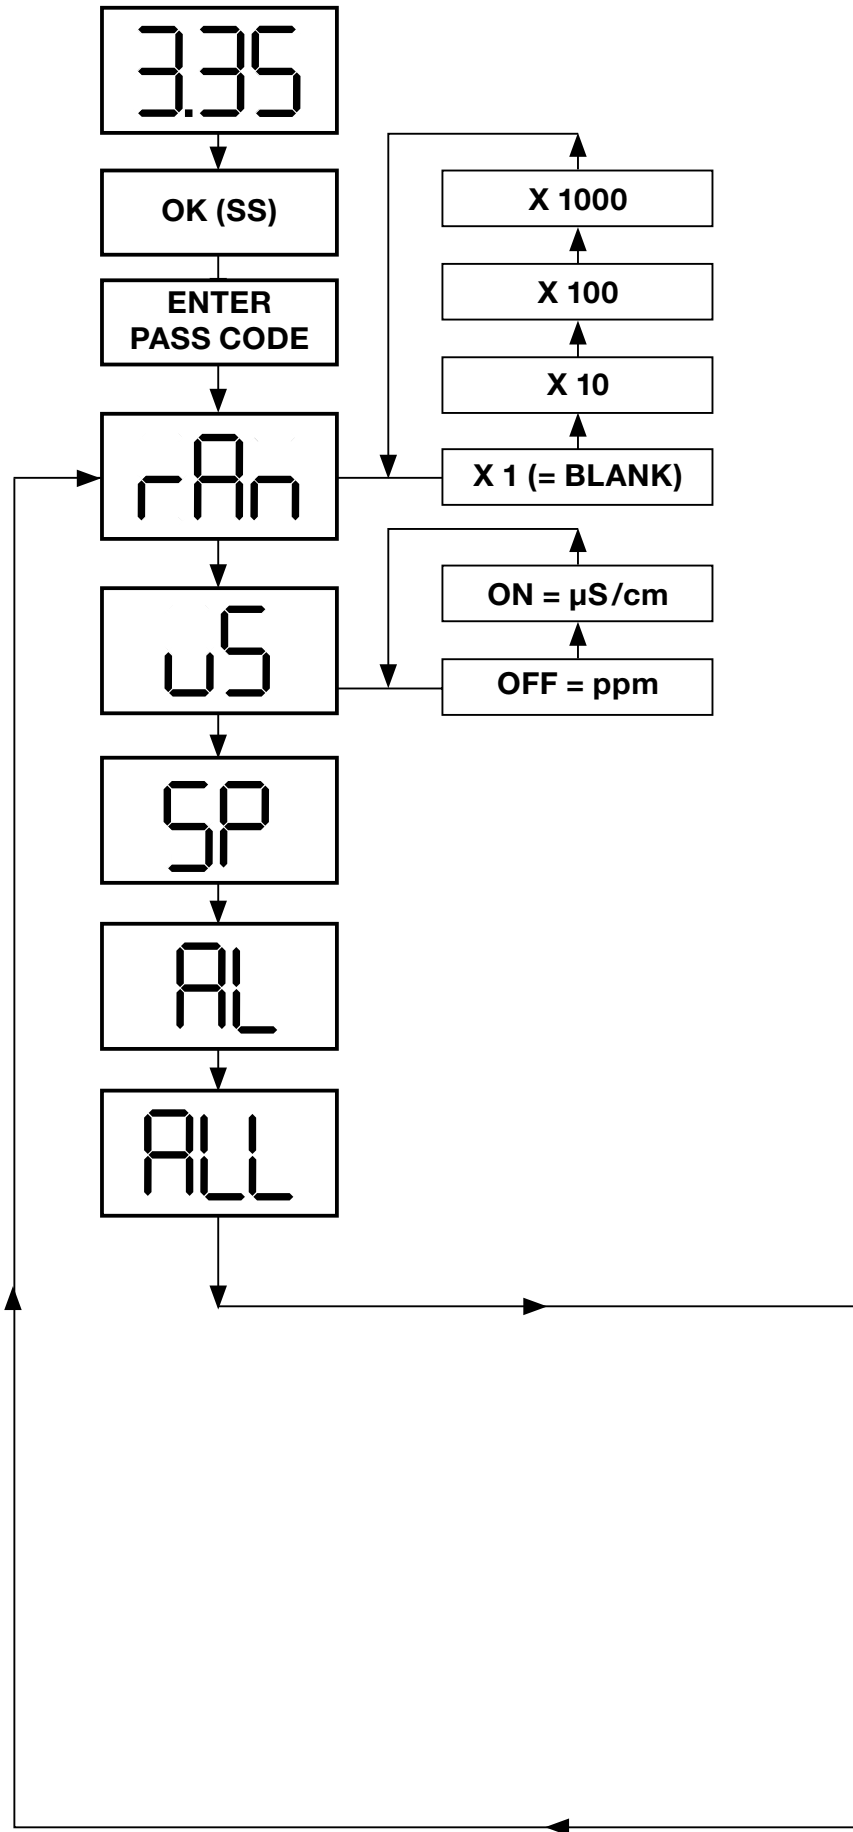 3.35
OK (SS)
ENTER
PASS CODE
rAn
X 1000
X 100
X 10
X 1 (= BLANK)
uS
ON = µS/cm
OFF = ppm
SP
AL
ALL